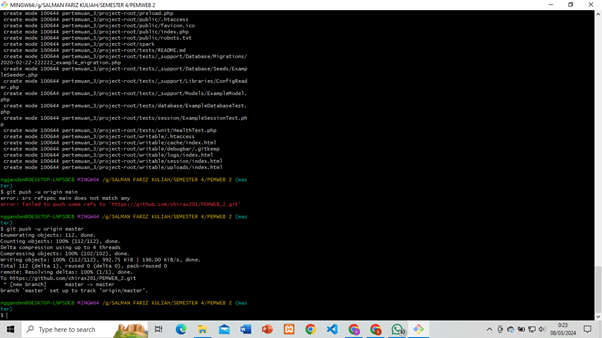 MINGW64:/g/SALMAN FARIZ KULIAH/SEMESTER 4/PEMWEB 2
create mode 100644 pertemuan_3/project-root/preload.php
create mode 100644 pertemuan_3/project-root/public/.htaccess
create mode 100644 pertemuan_3/project-root/public/favicon.ico
create mode 100644 pertemuan_3/project-root/public/index.php
create mode 100644 pertemuan_3/project-root/public/robots.txt
create mode 100644 pertemuan_3/project-root/spark
create mode 100644 pertemuan_3/project-root/tests/README.md
create mode 100644 pertemuan_3/project-root/tests/_support/Database/Migrations/
2020-02-22-222222_example_migration.php
create mode 100644 pertemuan_3/project-root/tests/_support/Database/Seeds/Examp
leSeeder.php
create mode 100644 pertemuan_3/project-root/tests/_support/Libraries/ConfigRead
er.php
create mode 100644 pertemuan_3/project-root/tests/_support/Models/ExampleModel.
php
create mode 100644 pertemuan_3/project-root/tests/database/ExampleDatabaseTest.
php
create mode 100644 pertemuan_3/project-root/tests/session/ExampleSessionTest.ph
p
create mode 100644 pertemuan_3/project-root/tests/unit/HealthTest.php
create mode 100644 pertemuan_3/project-root/writable/.htaccess
create mode 100644 pertemuan_3/project-root/writable/cache/index.html
create mode 100644 pertemuan_3/project-root/writable/debugbar/.gitkeep
create mode 100644 pertemuan_3/project-root/writable/logs/index.html
create mode 100644 pertemuan_3/project-root/writable/session/index.html
create mode 100644 pertemuan_3/project-root/writable/uploads/index.html
MINGW64 /g/SALMAN FARIZ KULIAH/SEMESTER 4/PEMWEB 2 (mas
ter)
$ git push -u origin main
error: src refspec main does not match any
error: failed to push some refs to 'https://github.com/chirax201/PEMWEB_2.git'
MINGW64 /g/SALMAN FARIZ KULIAH/SEMESTER 4/PEMWEB 2 (mas
ter)
$ git push -u origin master
Enumerating objects: 112, done.
Counting objects: 100% (112/112), done.
Delta compression using up to 4 threads
Compressing objects: 100% (102/102), done.
Writing objects: 100% (112/112), 992.75 KiB | 196.00 KiB/s, done.
Total 112 (delta 1), reused 0 (delta 0), pack-reused 0
remote: Resolving deltas: 100% (1/1), done.
To https://github.com/chirax201/PEMWEB_2.git
* [new branch] master -> master
branch 'master' set up to track 'origin/master'.
MINGW64 /g/SALMAN FARIZ KULIAH/SEMESTER 4/PEMWEB 2 (mas
ter)
$
Type here to search
0:23
08/03/2024